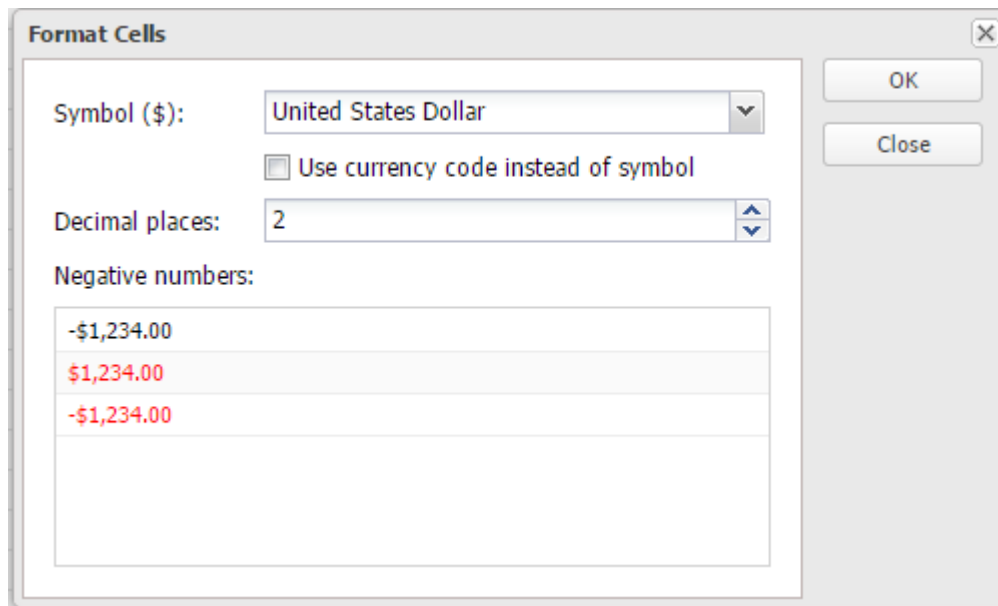 Format Cells
OK
Symbol ($): United States Dollar
Close
Use currency code instead of symbol
Decimal places: 2
Negative numbers:
-$1,234.00
$1,234.00
-$1,234.00